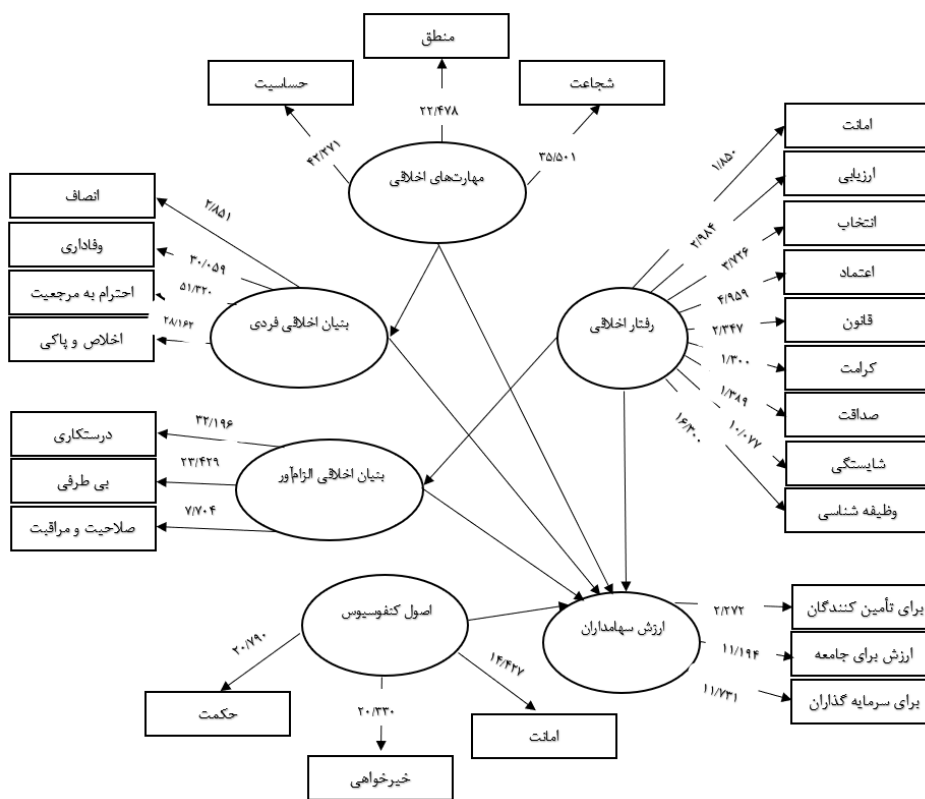 منطق
حساسیت
شجاعت
۴۲/۲۷۱
۲۲/۴۷۸
۳۵/۵۰۱
مهارت‌های اخلاقی
امانت
ارزیابی
انتخاب
اعتماد
قانون
کرامت
صداقت
شایستگی
وظیفه شناسی
۱/۸۵۰
۲/۹۸۴
۳/۷۲۶
۴/۹۵۹
۲/۳۴۷
۱/۳۰۰
۱/۳۸۹
۱۰/۰۷۷
۱۶/۳۰۰
رفتار اخلاقی
انصاف
وفاداری
احترام به مرجعیت
اخلاص و پاکی
۲/۸۵۱
۳۰/۰۵۹
۵۱/۳۲۰
۲۸/۱۶۲
بنیان اخلاقی فردی
درستکاری
بی طرفی
صلاحیت و مراقبت
۳۲/۱۹۶
۲۳/۴۲۹
۷/۷۰۴
بنیان اخلاقی الزام‌آور
اصول کنفوسیوس
۲۰/۷۹۰
۲۰/۳۳۰
۱۴/۴۲۷
حکمت
خیرخواهی
امانت
ارزش سهامداران
۲/۲۷۲
۱۱/۱۹۴
۱۱/۷۳۱
برای تأمین کنندگان
ارزش برای جامعه
برای سرمایه گذاران